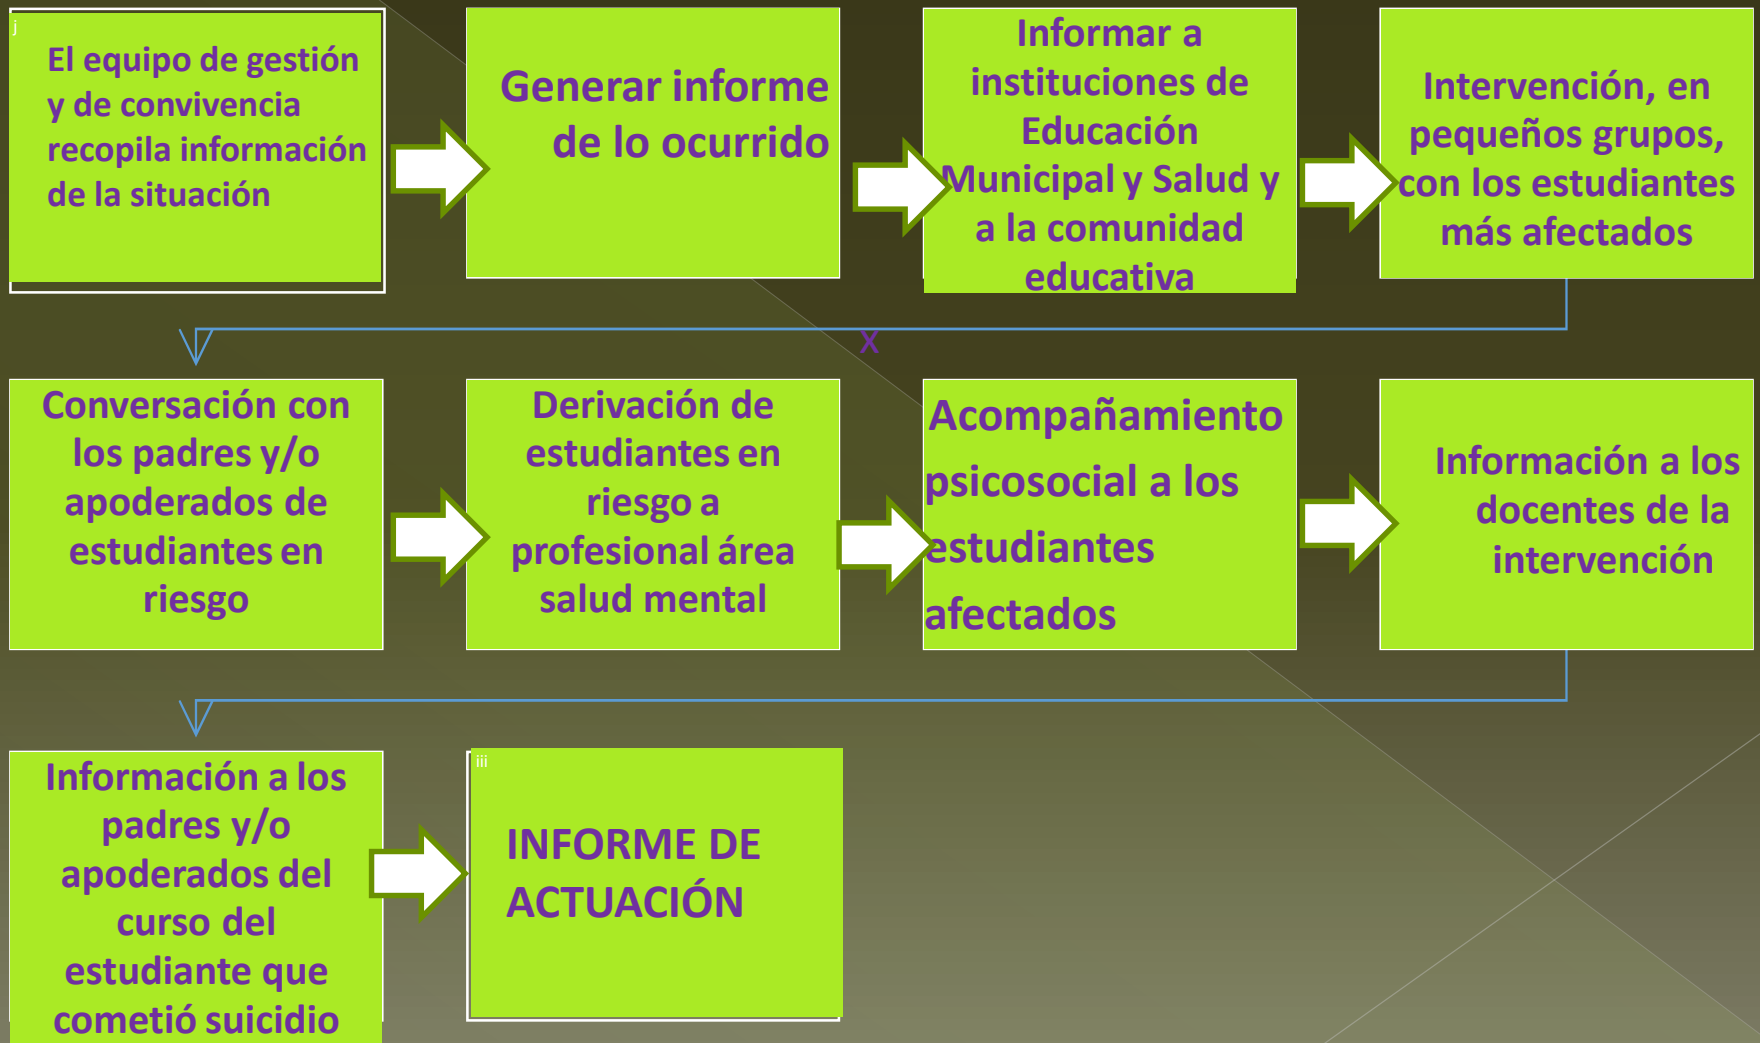 j
El equipo de gestión
y de convivencia
recopila información
de la situación
Generar informe
de lo ocurrido
Informar a
instituciones de
Educación
Municipal y Salud y
a la comunidad
educativa
Intervención, en
pequeños grupos,
con los estudiantes
más afectados
X
Conversación con
los padres y/o
apoderados de
estudiantes en
riesgo
Derivación de
estudiantes en
riesgo a
profesional área
salud mental
Acompañamiento
psicosocial a los
estudiantes
afectados
Información a los
docentes de la
intervención
Información a los
padres y/o
apoderados del
curso del
estudiante que
cometió suicidio
iii
INFORME DE
ACTUACIÓN